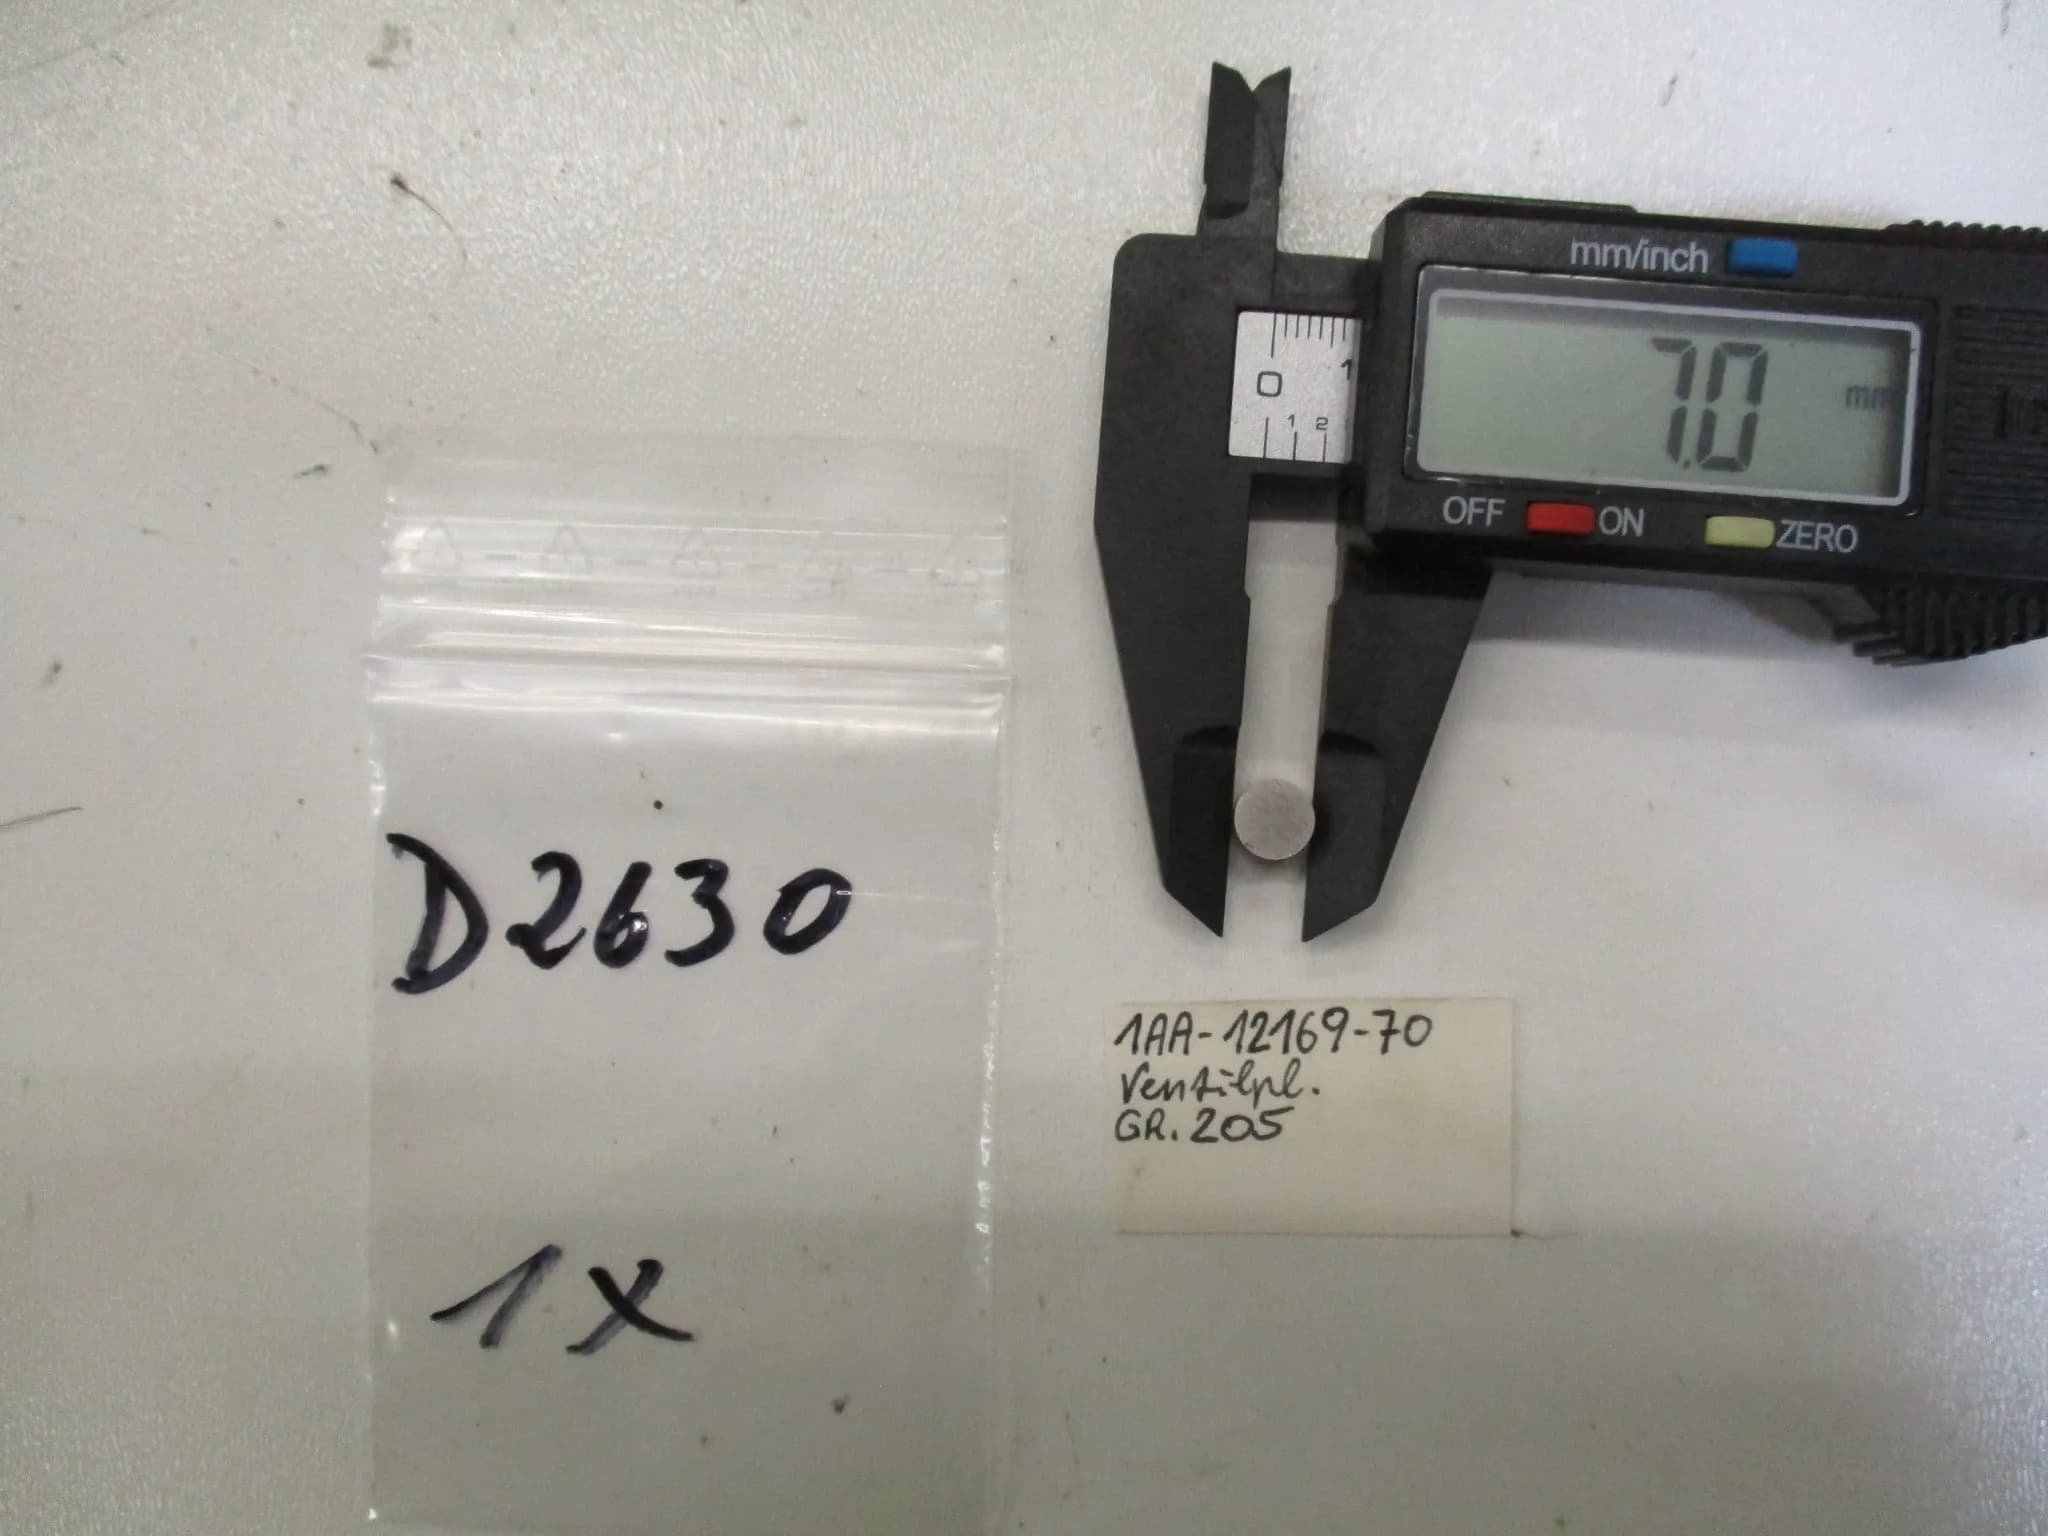 mm/inch
7.0 mm
OFF ON ZERO
0 1
1 2
D2630
1X
1AA-12169-70
Ventilpl.
GR. 205